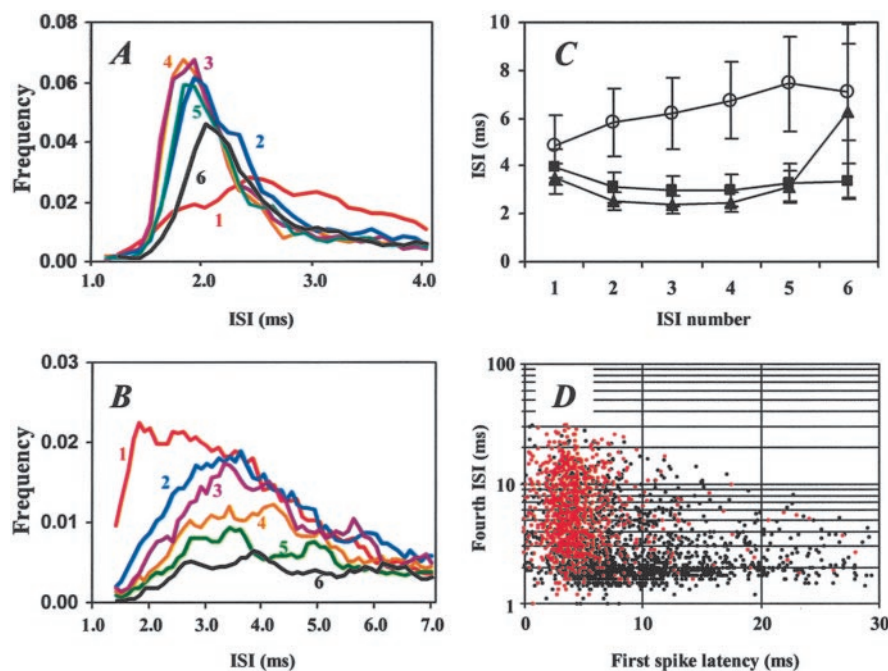 A
0.08
0.06
0.04
0.02
0.00
Frequency
4
3
2
5
6
1
1.0 2.0 3.0 4.0
ISI (ms)
C
10
8
6
4
2
0
ISI (ms)
1 2 3 4 5 6
ISI number
B
0.03
0.02
0.01
0.00
Frequency
1
2
3
4
5
6
1.0 2.0 3.0 4.0 5.0 6.0 7.0
ISI (ms)
D
100
10
1
Fourth ISI (ms)
0 10 20 30
First spike latency (ms)